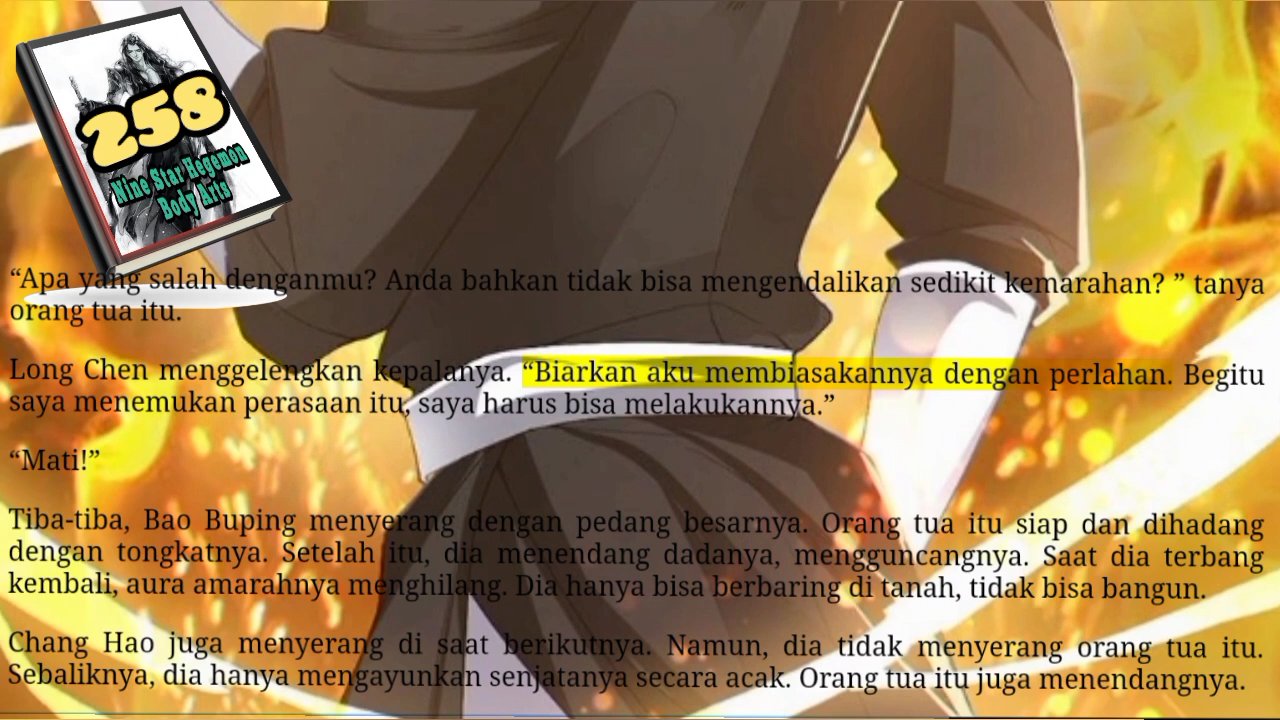 258
Nine Star Hegemon
Body Arts
“Apa yang salah denganmu? Anda bahkan tidak bisa mengendalikan sedikit kemarahan? ” tanya
orang tua itu.
Long Chen menggelengkan kepalanya. “Biarkan aku membiasakannya dengan perlahan. Begitu
saya menemukan perasaan itu, saya harus bisa melakukannya.”
“Mati!”
Tiba-tiba, Bao Buping menyerang dengan pedang besarnya. Orang tua itu siap dan dihadang
dengan tongkatnya. Setelah itu, dia menendang dadanya, mengguncangnya. Saat dia terbang
kembali, aura amarahnya menghilang. Dia hanya bisa berbaring di tanah, tidak bisa bangun.
Chang Hao juga menyerang di saat berikutnya. Namun, dia tidak menyerang orang tua itu.
Sebaliknya, dia hanya mengayunkan senjatanya secara acak. Orang tua itu juga menendangnya.